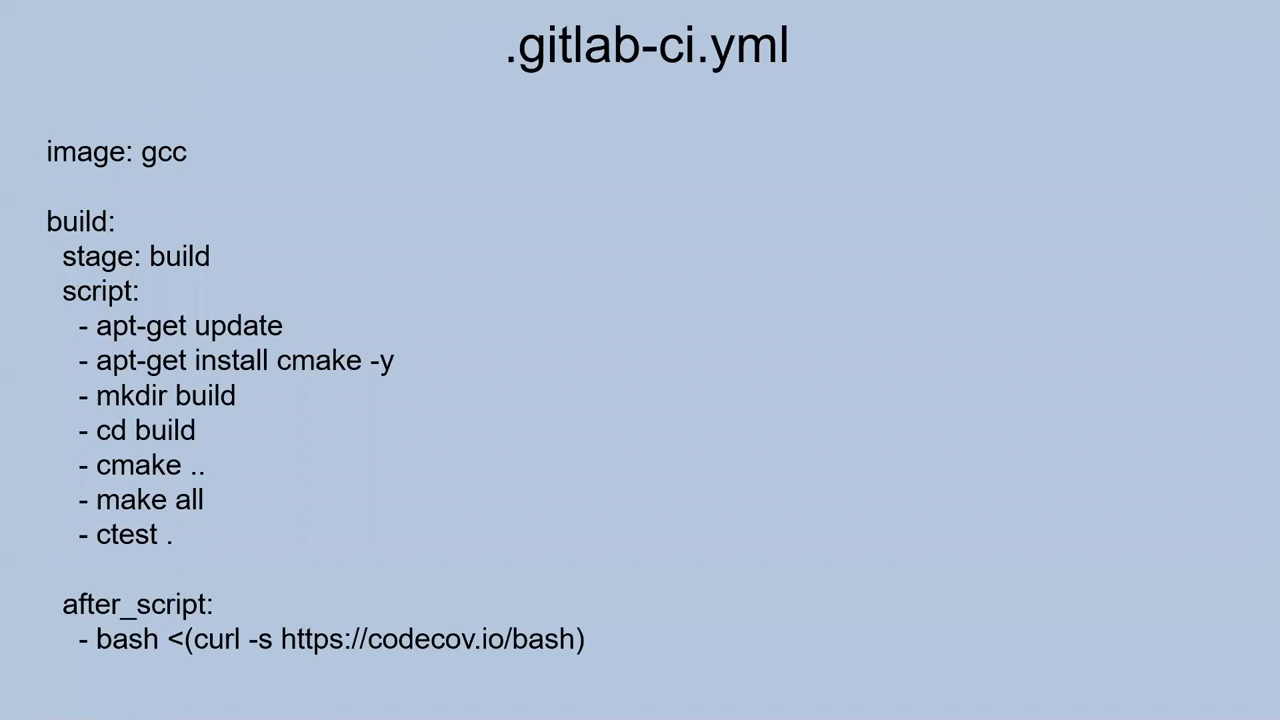 .gitlab-ci.yml
image: gcc
build:
stage: build
script:
- apt-get update
- apt-get install cmake -y
- mkdir build
- cd build
- cmake ..
- make all
- ctest .
after_script:
- bash <(curl -s https://codecov.io/bash)